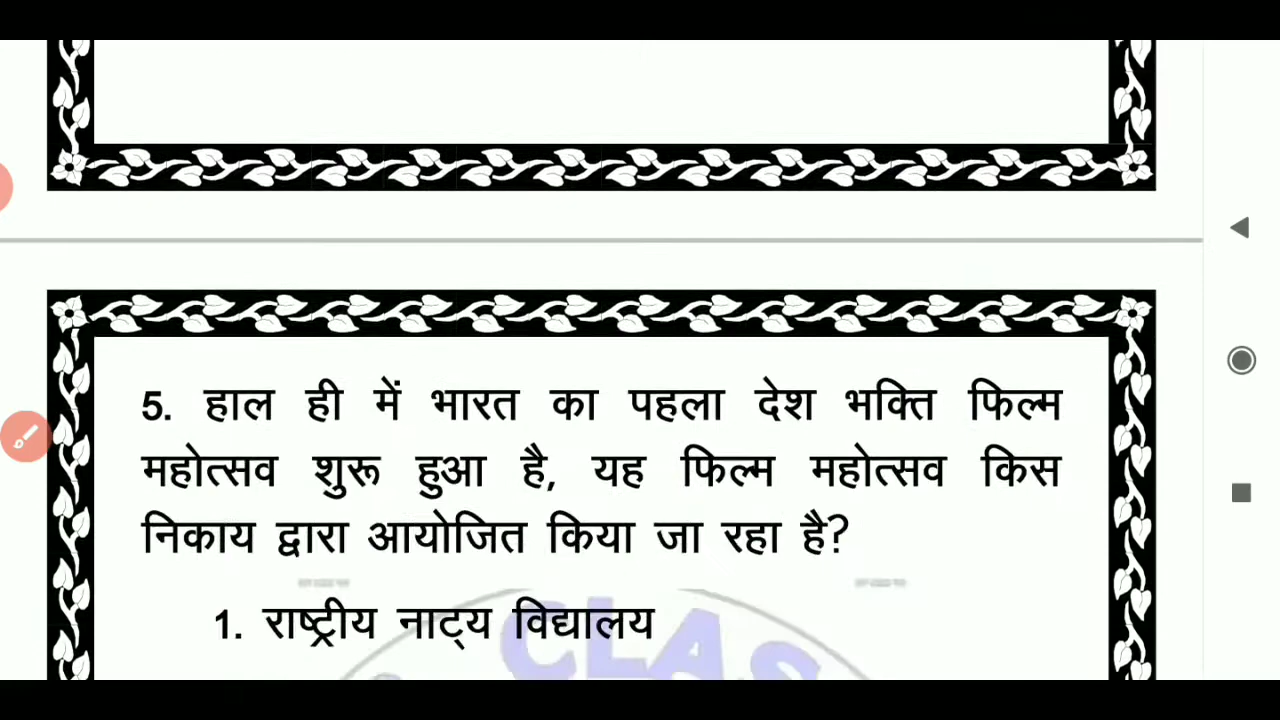 5. हाल ही में भारत का पहला देश भक्ति फिल्म
महोत्सव शुरू हुआ है, यह फिल्म महोत्सव किस
निकाय द्वारा आयोजित किया जा रहा है?
1. राष्ट्रीय नाट्य विद्यालय